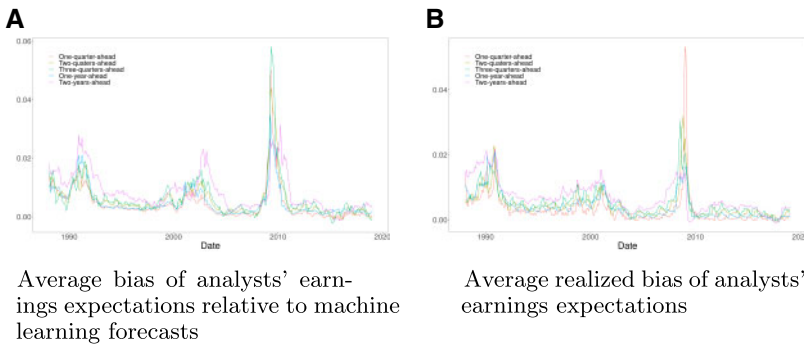 A
0.06
0.04
0.02
0.00
One-quarter-ahead
Two-quaters-ahead
Three-quarters-ahead
One-year-ahead
Two-years-ahead
1990
2000
2010
2020
Date
Average bias of analysts' earn-
ings expectations relative to machine
learning forecasts
B
0.04
0.02
0.00
One-quarter-ahead
Two-quarters-ahead
Three-quarters-ahead
One-year-ahead
Two-years-ahead
1990
2000
2010
Date
Average realized bias of analysts'
earnings expectations